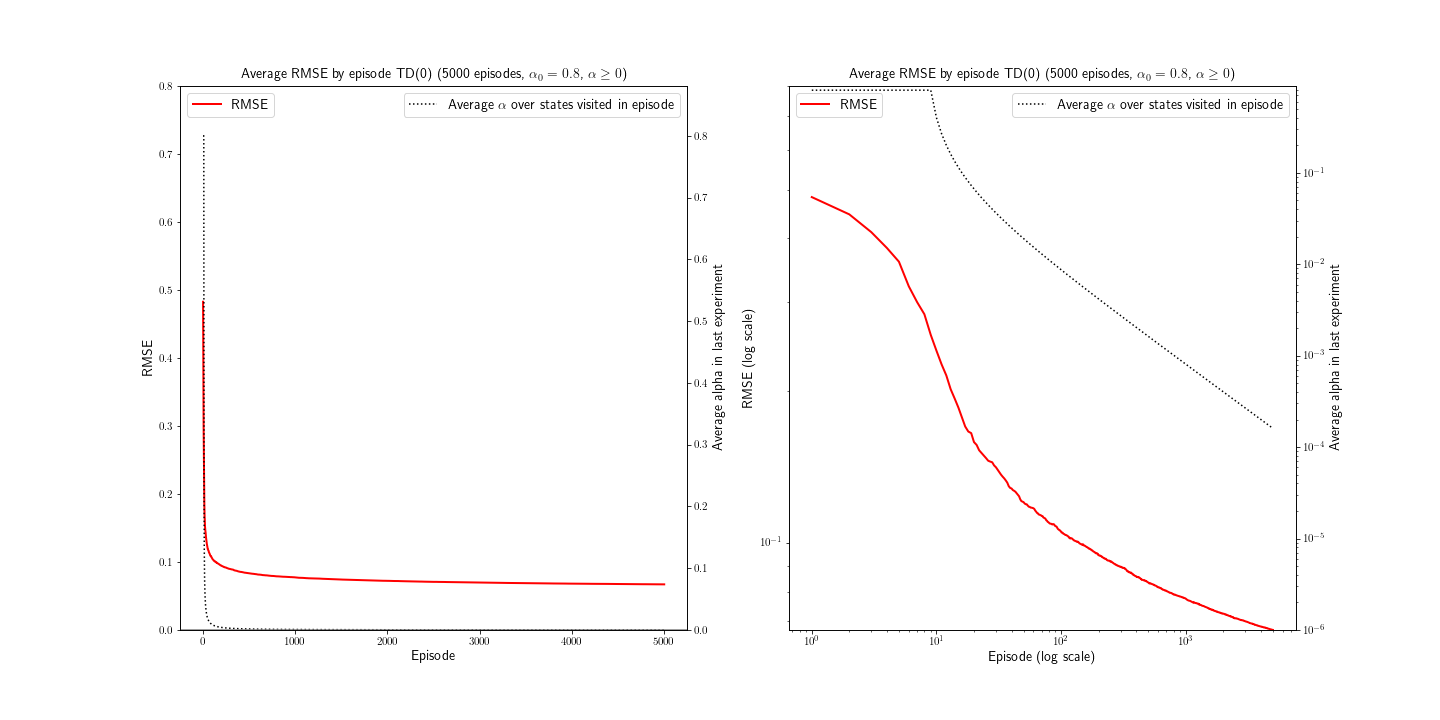 Average RMSE by episode TD(0) (5000 episodes, α₀ = 0.8, α ≥ 0)
RMSE
Average α over states visited in episode
0.8
0.7
0.6
0.5
0.4
0.3
0.2
0.1
0.0
RMSE
0.8
0.7
0.6
0.5
0.4
0.3
0.2
0.1
0.0
Average alpha in last experiment
0
1000
2000
3000
4000
5000
Episode
Average RMSE by episode TD(0) (5000 episodes, α₀ = 0.8, α ≥ 0)
RMSE
Average α over states visited in episode
10⁻¹
RMSE (log scale)
10⁻¹
10⁻²
10⁻³
10⁻⁴
10⁻⁵
10⁻⁶
Average alpha in last experiment
10⁰
10¹
10²
10³
Episode (log scale)